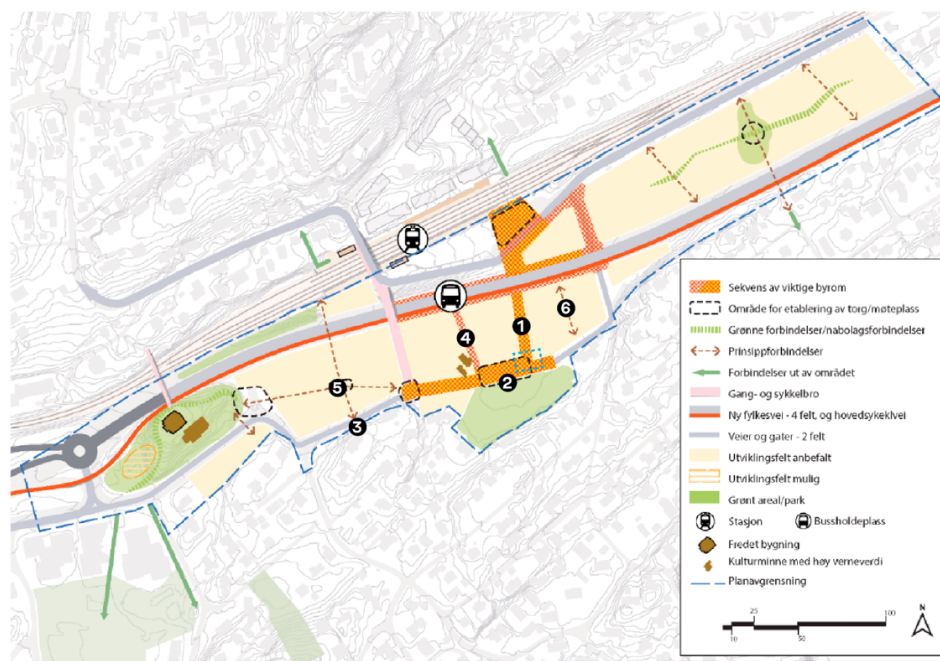 1
6
4
2
5
3
Sekvens av viktige byrom
Område for etablering av torg/møteplass
Grønne forbindelser/nabolagsforbindelser
Prinsippforbindelser
Forbindelser ut av området
Gang- og sykkelbro
Ny fylkesvei - 4 felt, og hovedsykeklvei
Veier og gater - 2 felt
Utviklingsfelt anbefalt
Utviklingsfelt mulig
Grønt areal/park
Stasjon Bussholdeplass
Fredet bygning
Kulturminne med høy verneverdi
Planavgrensning
25 100
10 50
N